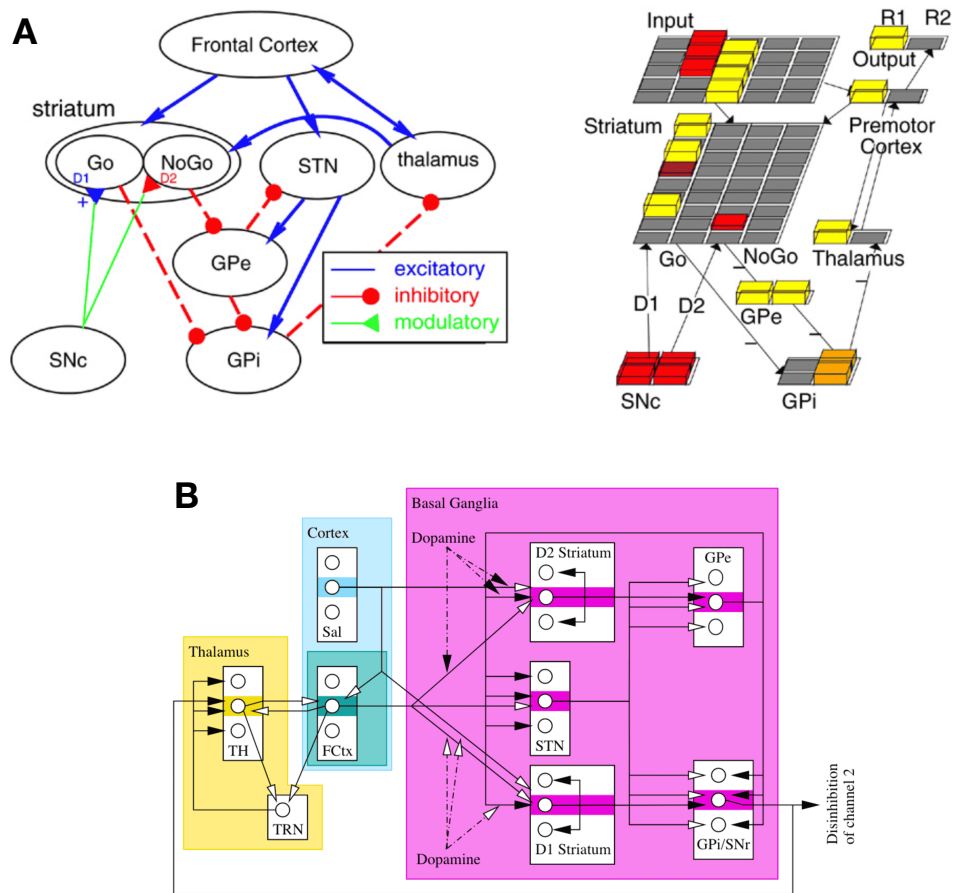 A
Frontal Cortex
striatum
Go
NoGo
D1
D2
+
STN
thalamus
GPe
excitatory
inhibitory
modulatory
SNc
GPi
Input
R1 R2
Output
Striatum
Premotor
Cortex
Go
NoGo
Thalamus
D1
D2
GPe
SNc
GPi
B
Basal Ganglia
Cortex
Dopamine
D2 Striatum
GPe
Sal
Thalamus
TH
FCtx
STN
TRN
Dopamine
D1 Striatum
GPi/SNr
Disinhibition
of channel 2